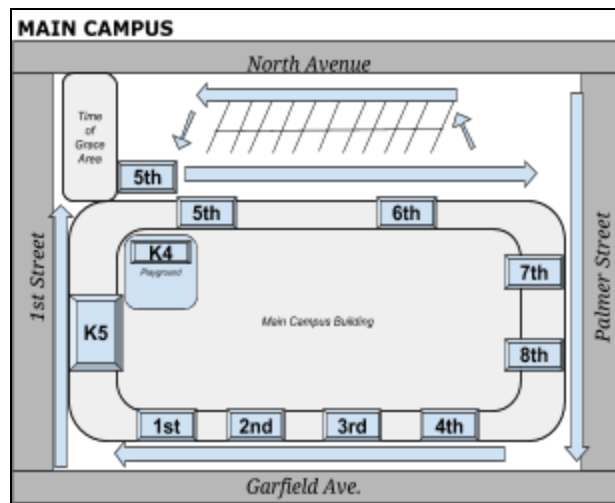 MAIN CAMPUS
North Avenue
Time
of
Grace
Area
5th
5th
6th
K4
Playground
7th
1st Street
Palmer Street
K5
Main Campus Building
8th
1st
2nd
3rd
4th
Garfield Ave.